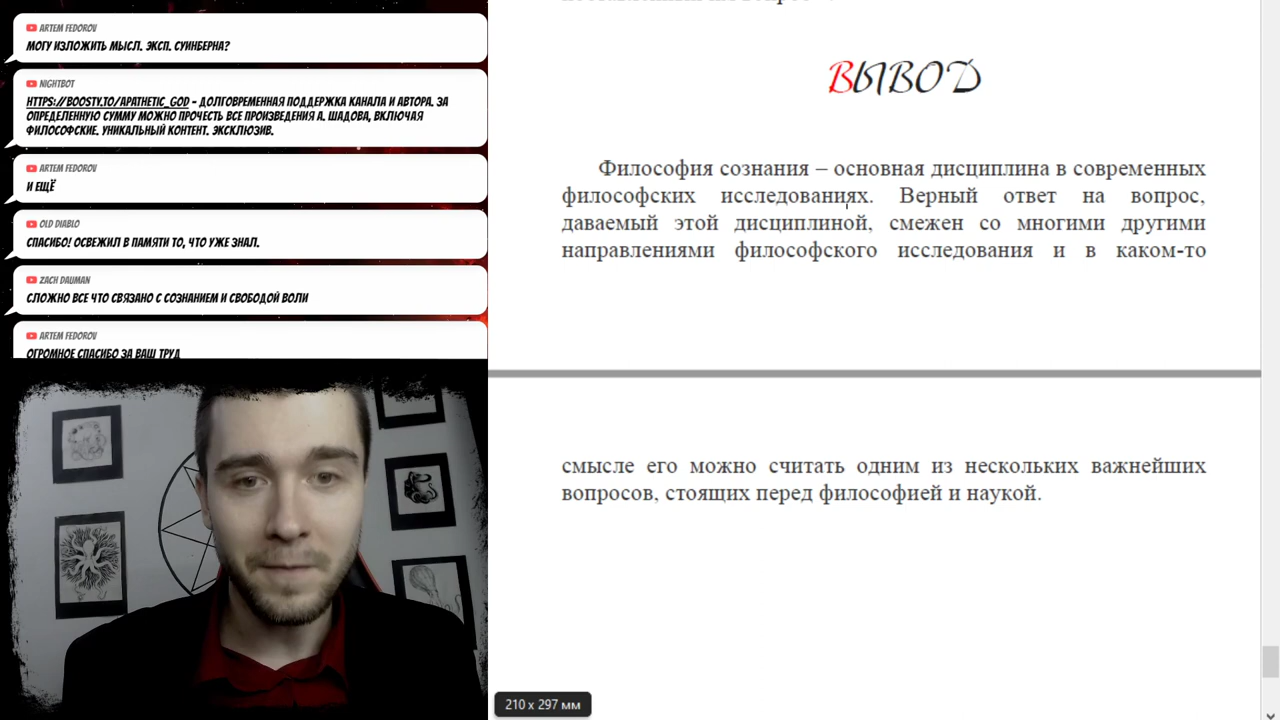 ARTEM FEDOROV
МОГУ ИЗЛОЖИТЬ МЫСЛ. ЭКСП. СУИНБЕРНА?
NIGHTBOT
HTTPS://BOOSTY.TO/APATHETIC_GOD - ДОЛГОВРЕМЕННАЯ ПОДДЕРЖКА КАНАЛА И АВТОРА. ЗА
ОПРЕДЕЛЕННУЮ СУММУ МОЖНО ПРОЧЕСТЬ ВСЕ ПРОИЗВЕДЕНИЯ А. ШАДОВА, ВКЛЮЧАЯ
ФИЛОСОФСКИЕ. УНИКАЛЬНЫЙ КОНТЕНТ. ЭКСКЛЮЗИВ.
ARTEM FEDOROV
И ЕЩЁ
OLD DIABLO
СПАСИБО! ОСВЕЖИЛ В ПАМЯТИ ТО, ЧТО УЖЕ ЗНАЛ.
ZACH DAUMAN
СЛОЖНО ВСЕ ЧТО СВЯЗАНО С СОЗНАНИЕМ И СВОБОДОЙ ВОЛИ
ARTEM FEDOROV
ОГРОМНОЕ СПАСИБО ЗА ВАШ ТРУД
ВЫВОД
Философия сознания – основная дисциплина в современных
философских исследованиях. Верный ответ на вопрос,
даваемый этой дисциплиной, смежен со многими другими
направлениями философского исследования и в каком-то
смысле его можно считать одним из нескольких важнейших
вопросов, стоящих перед философией и наукой.
210 x 297 мм